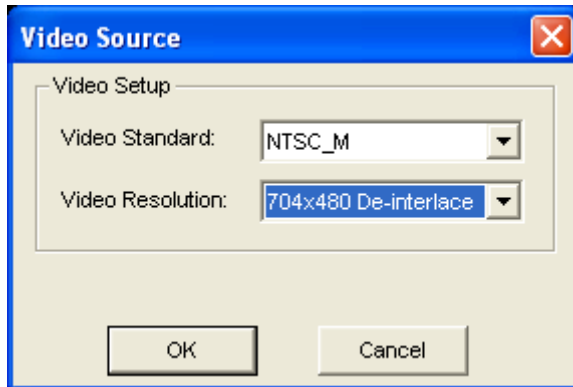 Video Source
Video Setup
Video Standard: NTSC_M
Video Resolution: 704x480 De-interlace
OK Cancel